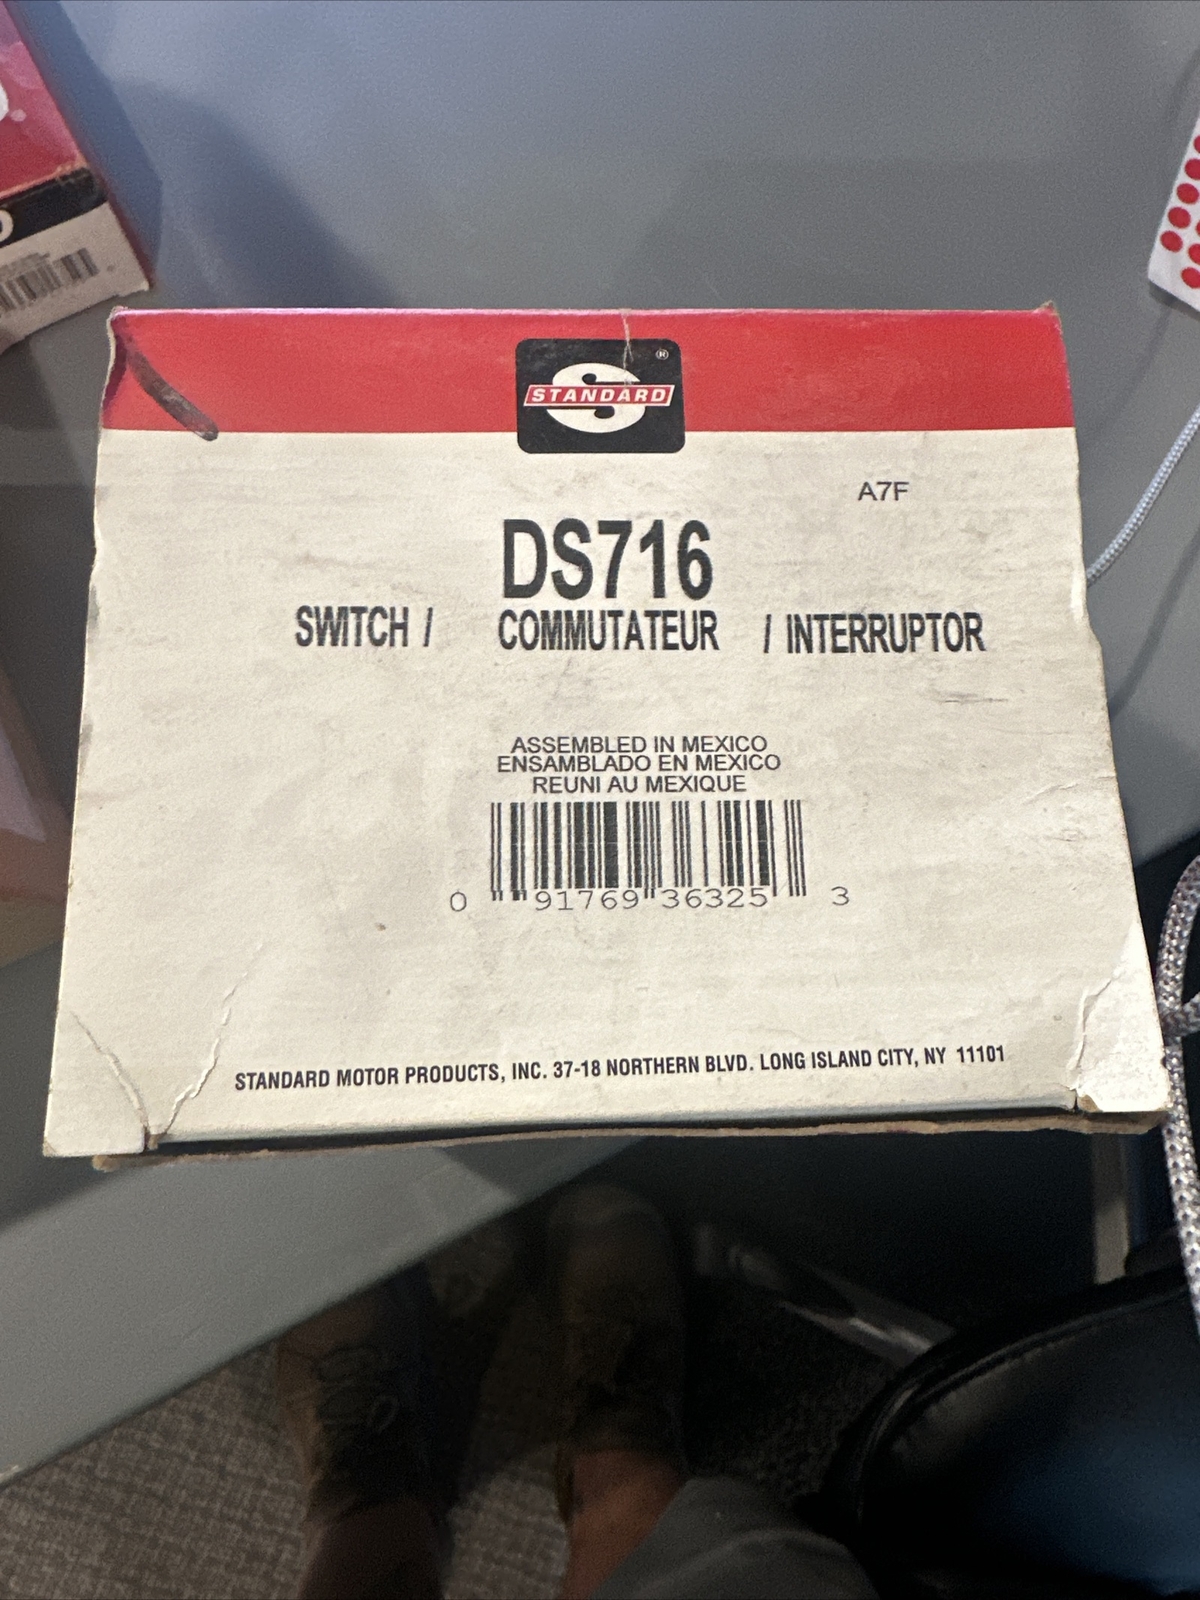 ®
STANDARD
A7F
DS716
SWITCH / COMMUTATEUR / INTERRUPTOR
ASSEMBLED IN MEXICO
ENSAMBLADO EN MEXICO
REUNI AU MEXIQUE
0 91769 36325 3
STANDARD MOTOR PRODUCTS, INC. 37-18 NORTHERN BLVD. LONG ISLAND CITY, NY 11101